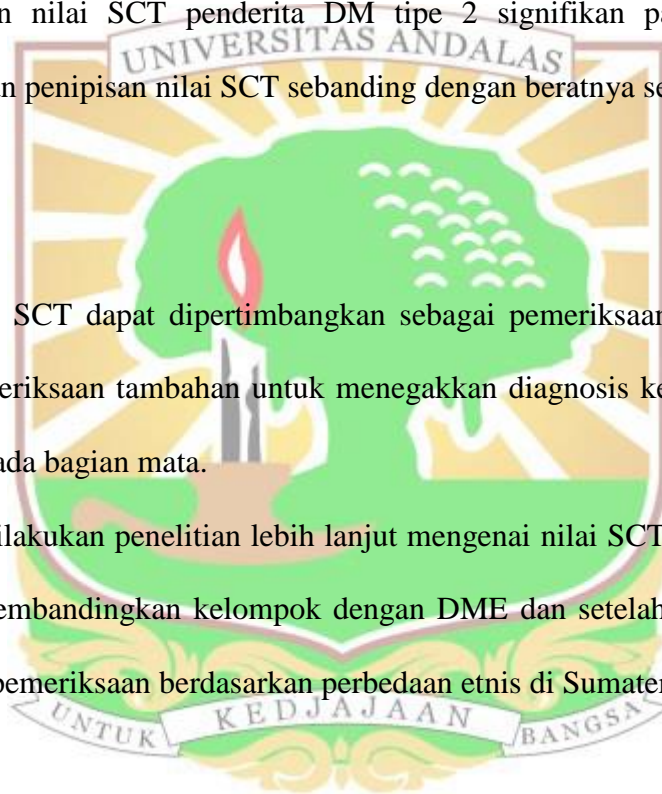 n nilai SCT penderita DM tipe 2 signifikan pa
UNIVERSITAS ANDALAS
an penipisan nilai SCT sebanding dengan beratnya se
SCT dapat dipertimbangkan sebagai pemeriksaan
eriksaan tambahan untuk menegakkan diagnosis ke
ada bagian mata.
ilakukan penelitian lebih lanjut mengenai nilai SCT
embandingkan kelompok dengan DME dan setelah
pemeriksaan berdasarkan perbedaan etnis di Sumater
UNTUK KEDJAJAAN BANGSA